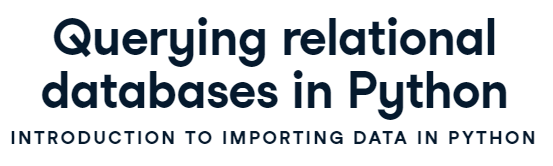 Querying relational
databases in Python
INTRODUCTION TO IMPORTING DATA IN PYTHON